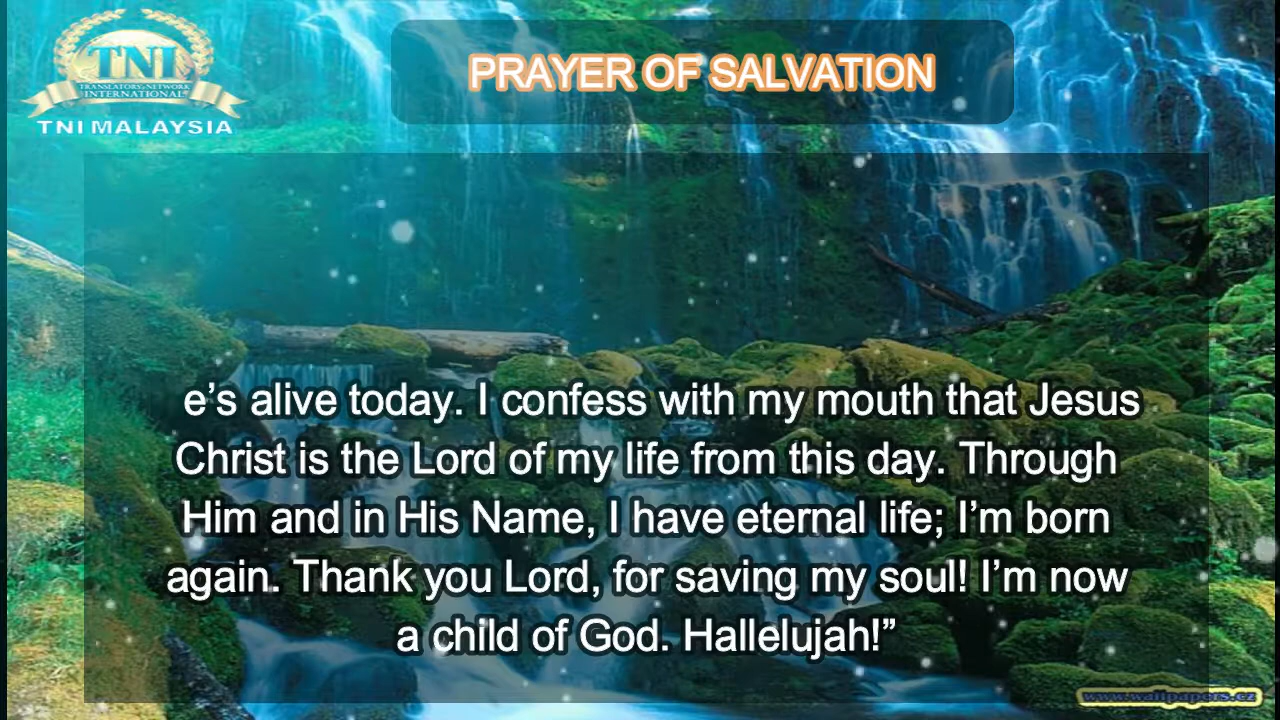 TNI
TRANSLATORS NETWORK
INTERNATIONAL
TNI MALAYSIA
PRAYER OF SALVATION
e’s alive today. I confess with my mouth that Jesus
Christ is the Lord of my life from this day. Through
Him and in His Name, I have eternal life; I’m born
again. Thank you Lord, for saving my soul! I’m now
a child of God. Hallelujah!”
www.wallpapers.cz